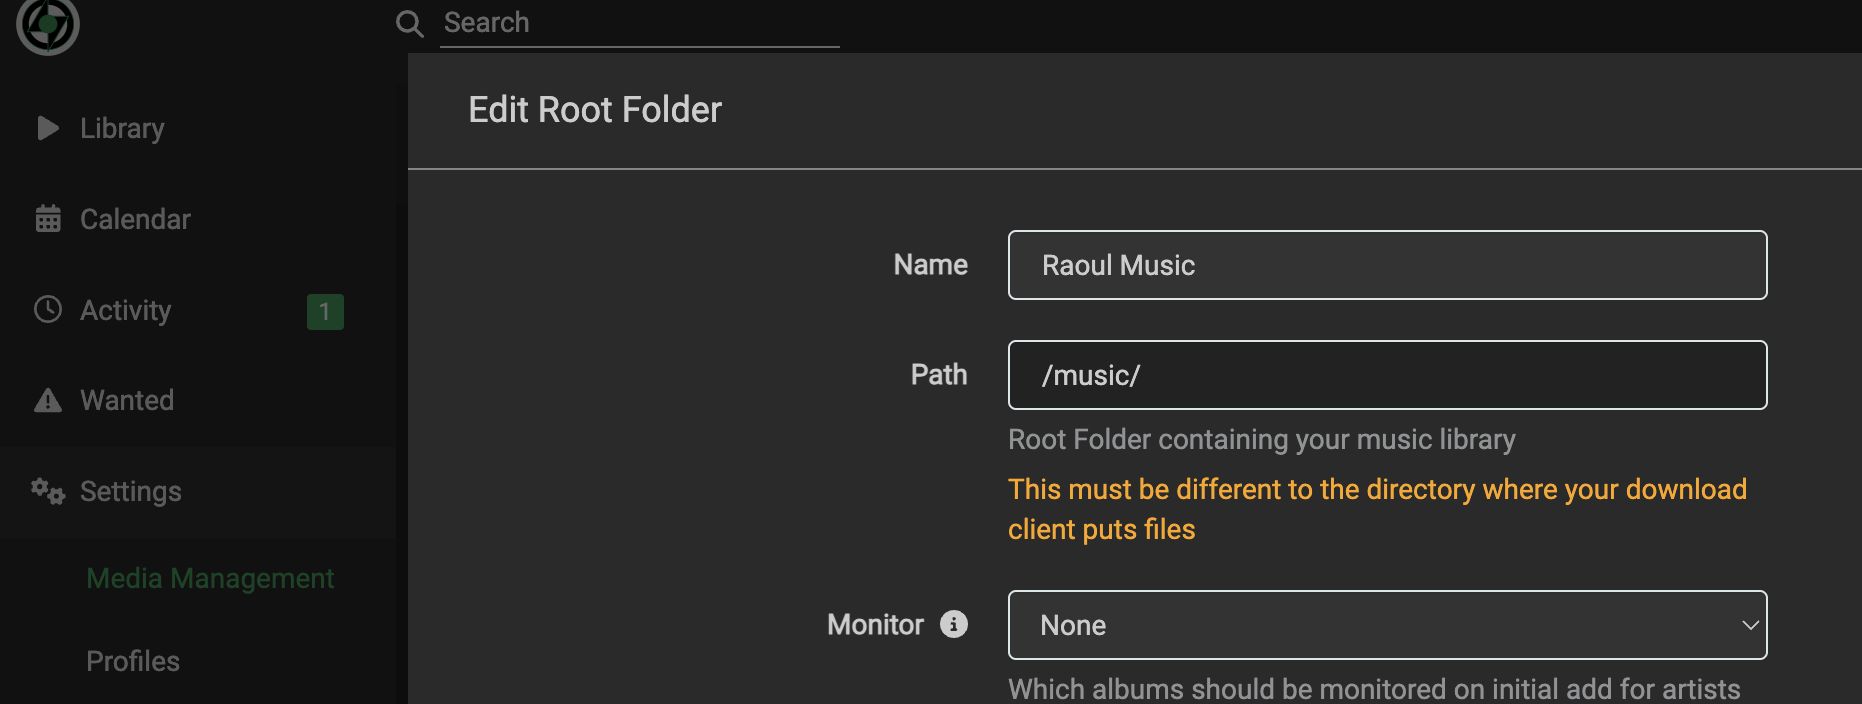 Search
Library
Calendar
Activity
1
Wanted
Settings
Media Management
Profiles
Edit Root Folder
Name
Raoul Music
Path
/music/
Root Folder containing your music library
This must be different to the directory where your download
client puts files
Monitor
None
Which albums should be monitored on initial add for artists